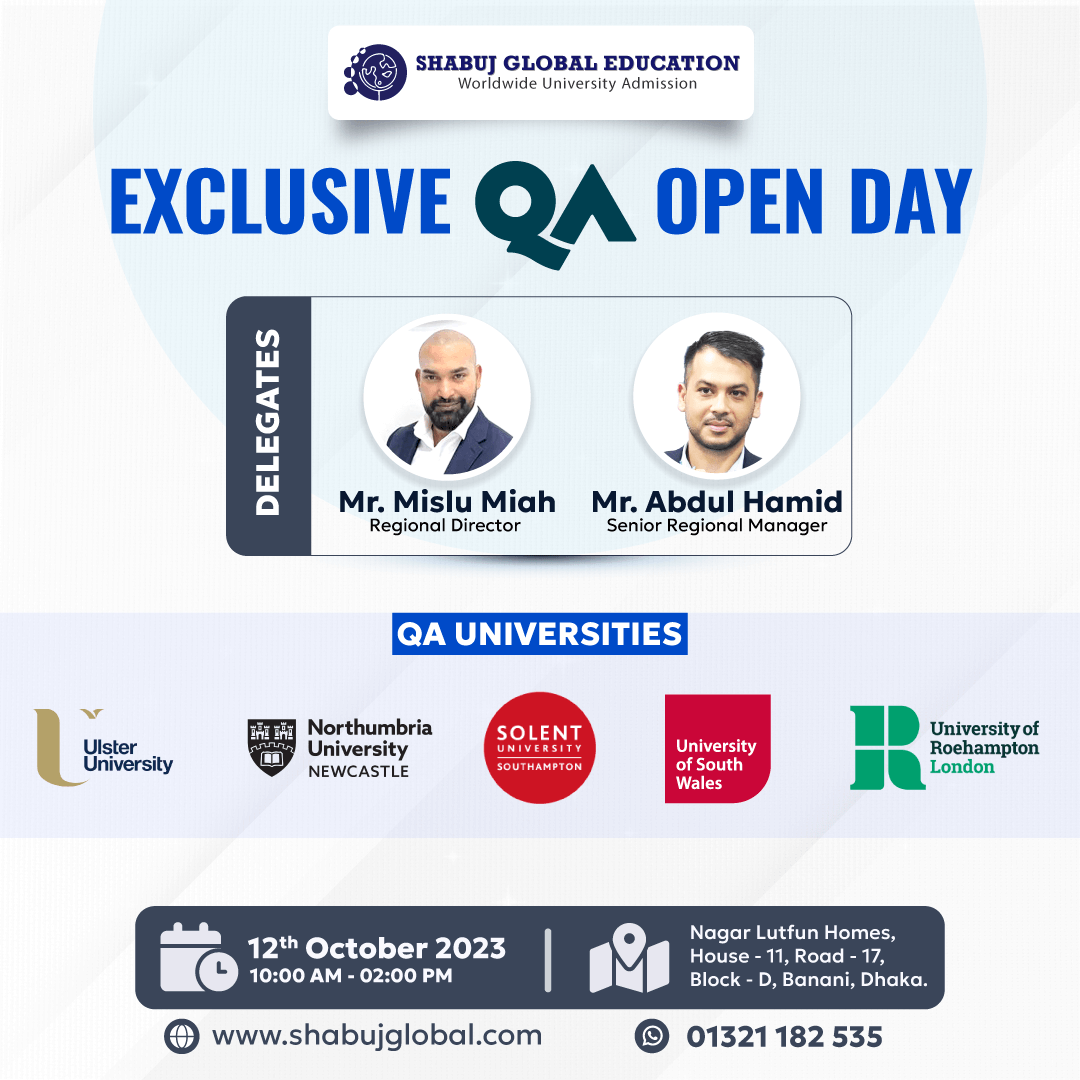 SHABUJ GLOBAL EDUCATION
Worldwide University Admission
EXCLUSIVE QA OPEN DAY
DELEGATES
Mr. Mislu Miah
Regional Director
Mr. Abdul Hamid
Senior Regional Manager
QA UNIVERSITIES
Ulster
University
Northumbria
University
NEWCASTLE
SOLENT
UNIVERSITY
SOUTHAMPTON
University
of South
Wales
R
University of
Roehampton
London
12th October 2023
10:00 AM - 02:00 PM
Nagar Lutfun Homes,
House - 11, Road - 17,
Block - D, Banani, Dhaka.
www.shabujglobal.com
01321 182 535